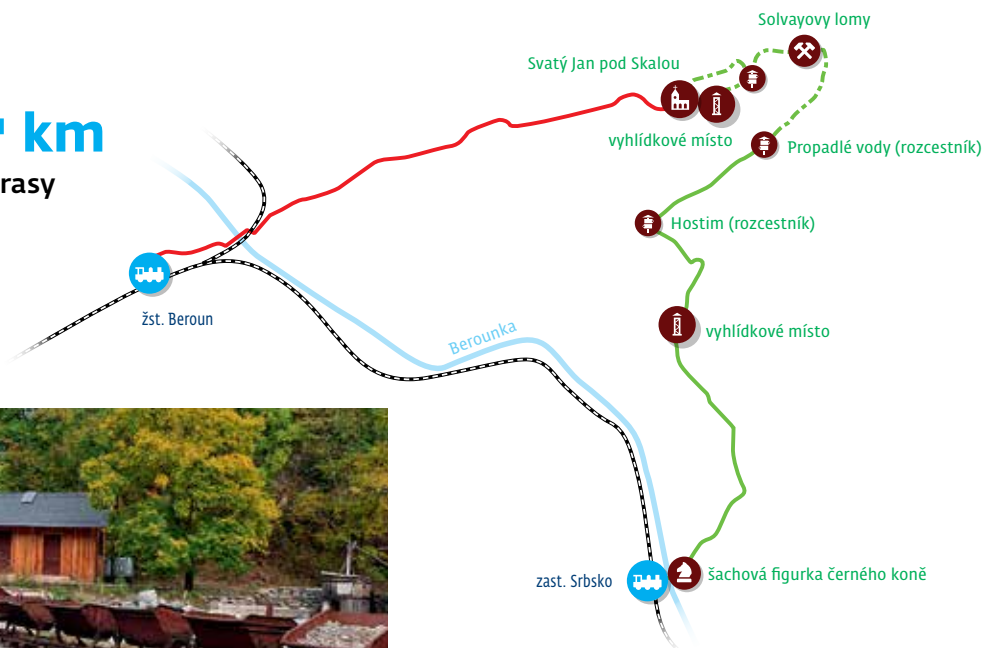 Solvayovy lomy
Svatý Jan pod Skalou
km
vyhlídkové místo
Propadlé vody (rozcestník)
Hostim (rozcestník)
žst. Beroun
Berounka
vyhlídkové místo
zast. Srbsko
šachová figurka černého koně